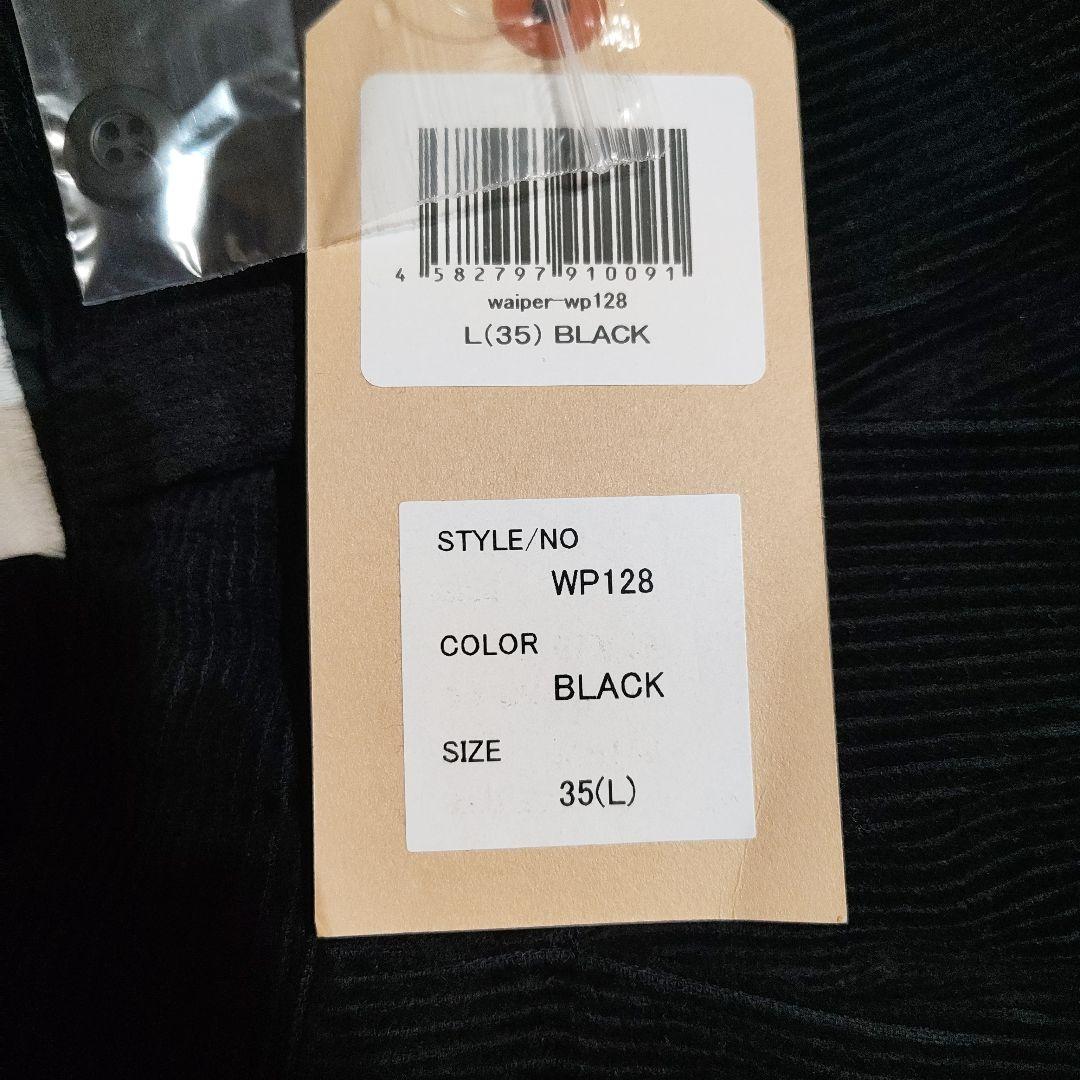 4 582797 910091
waiper-wp128
L(35) BLACK
STYLE/NO
WP128
COLOR
BLACK
SIZE
35(L)